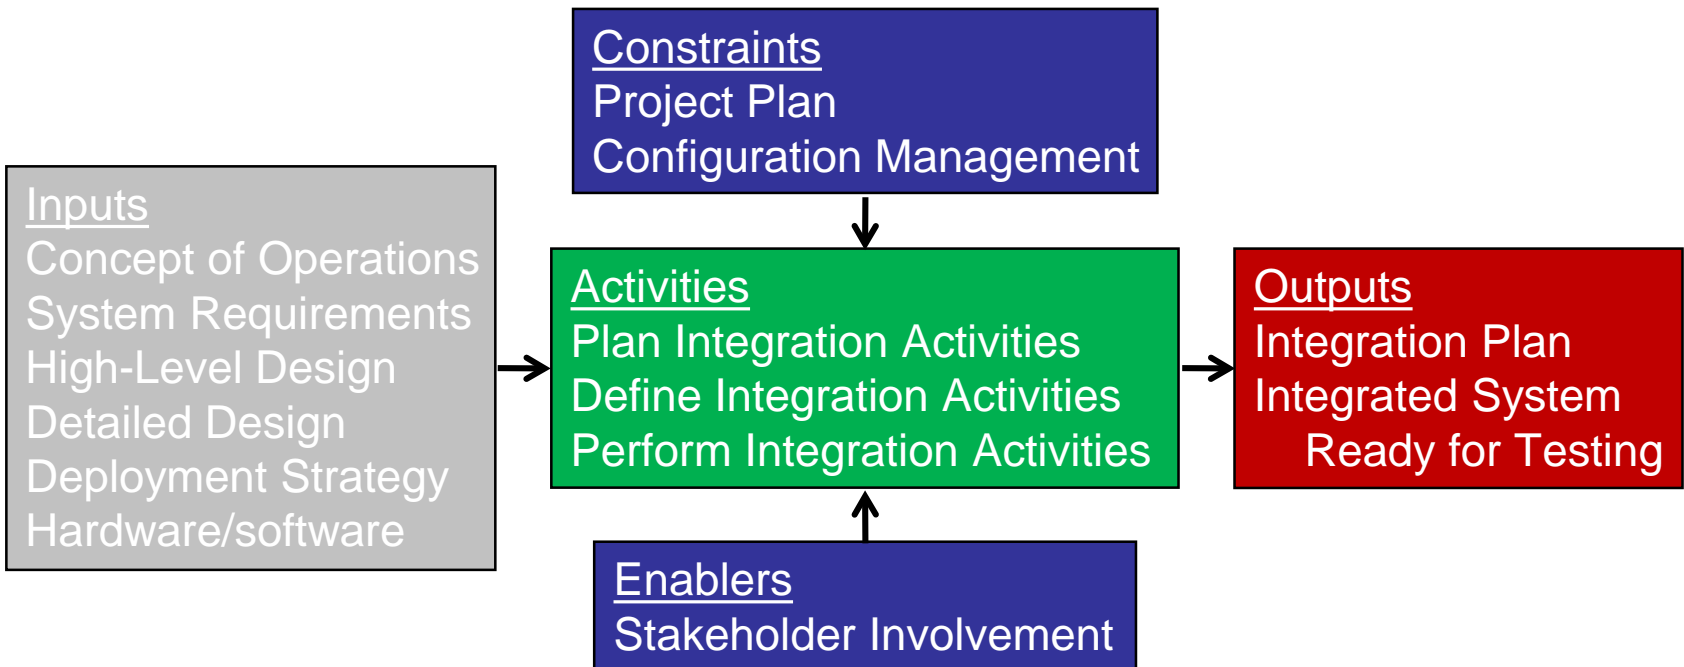 Constraints
Project Plan
Configuration Management
Inputs
Concept of Operations
System Requirements
High-Level Design
Detailed Design
Deployment Strategy
Hardware/software
Activities
Plan Integration Activities
Define Integration Activities
Perform Integration Activities
Outputs
Integration Plan
Integrated System
Ready for Testing
Enablers
Stakeholder Involvement